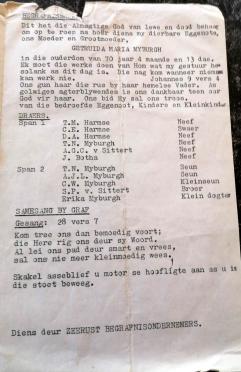 Dit het die Almagtige God van lewe en dood behaag
om op te roep na hoër diens my dierbare Eggenote,
ons Moeder en Grootmoeder.
GETRUIDA MARIA MYBURGH
in die ouderdom van 70 jaar 4 maande en 13 dae.
Ek moet die werke doen van Hom wat my gestuur het
solank as dit dag is. Die nag kom wanneer niemand
kan werk nie. Johannes 9 vers 4
Ons gun haar die rus by haar hemelse Vader. As
gelowiges agterblywendes is ons dankbaar teen oor
God vir haar. Ons bid Hy sal ons troos.
van die bedroefde Eggenoot, Kinders en Kleinkinders
DRAERS.
Span 1 T.M. Harmse Neef
C.E. Harmse Swaer
D.A. Harmse Neef
T.N. Myburgh Neef
A.G.C. v Sittert Neef
J. Botha Neef
Span 2 T.N. Myburgh Seun
A.J.L. Myburgh Seun
C.W. Myburgh Kleinseun
S.P. v. Sittert Broer
Erika Myburgh Klein dogter
SAMESANG BY GRAF
Gesang: 28 vers 7
Kom tree ons dan bemoedig voort;
die Here rig ons deur sy Woord.
Al lei ons pad deur smart en vrees,
sal ons nie meer kleinmoedig wees.
Skakel asseblief u motor se hoofligte aan as u in
die stoet beweeg.
Diens deur ZEERUST BEGRAFNISONDERNEMERS.